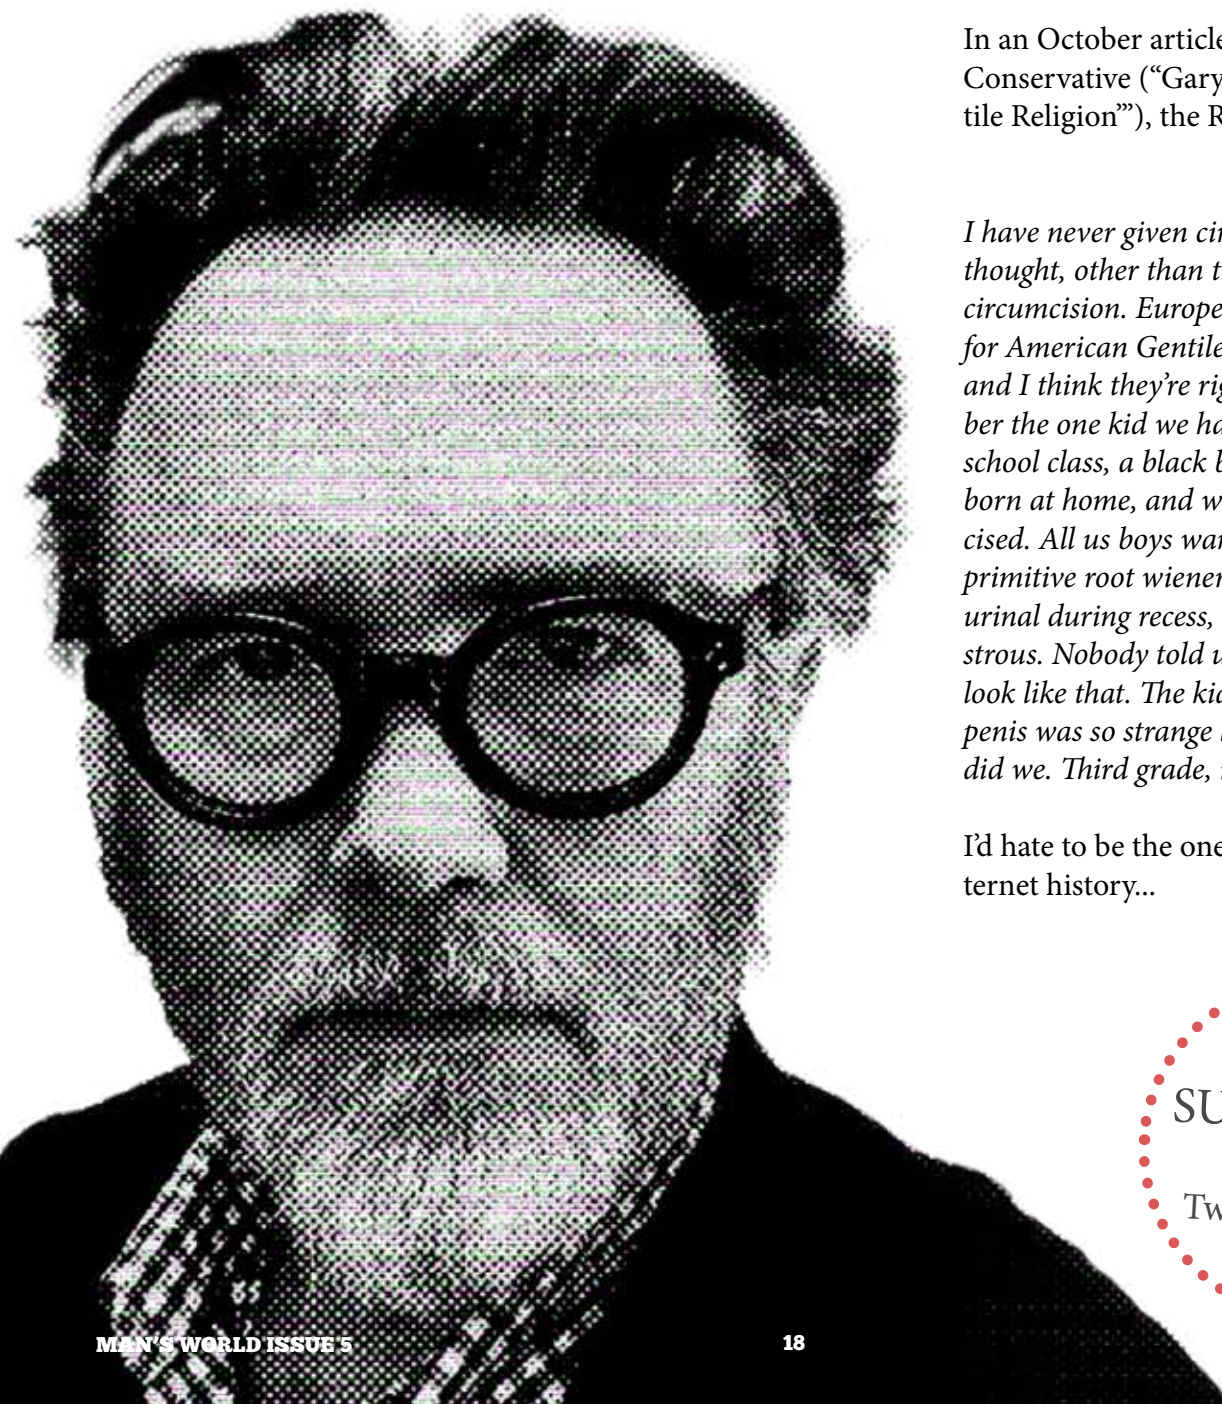 In an October article
Conservative (“Gary
tile Religion’”), the R
I have never given cir
thought, other than t
circumcision. Europe
for American Gentile
and I think they’re rig
ber the one kid we ha
school class, a black b
born at home, and w
cised. All us boys wan
primitive root wiener
urinal during recess,
strous. Nobody told u
look like that. The kid
penis was so strange
did we. Third grade,
I’d hate to be the one
ternet history...
SU
Tw
MAN’S WORLD ISSUE 5
18